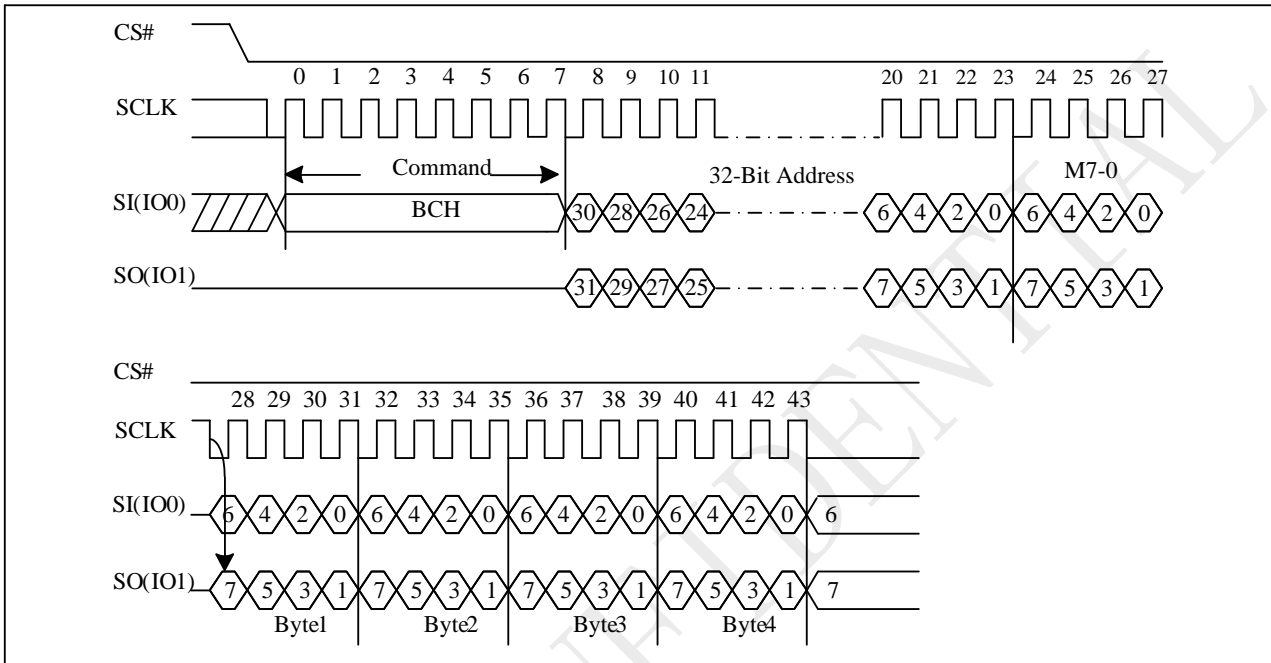 CS#
0 1 2 3 4 5 6 7 8 9 10 11 20 21 22 23 24 25 26 27
SCLK
Command 32-Bit Address M7-0
SI(IO0) BCH 30 28 26 24 6 4 2 0 6 4 2 0
SO(IO1) 31 29 27 25 7 5 3 1 7 5 3 1
CS#
28 29 30 31 32 33 34 35 36 37 38 39 40 41 42 43
SCLK
SI(IO0) 6 4 2 0 6 4 2 0 6 4 2 0 6 4 2 0 6
SO(IO1) 7 5 3 1 7 5 3 1 7 5 3 1 7 5 3 1 7
Byte1 Byte2 Byte3 Byte4